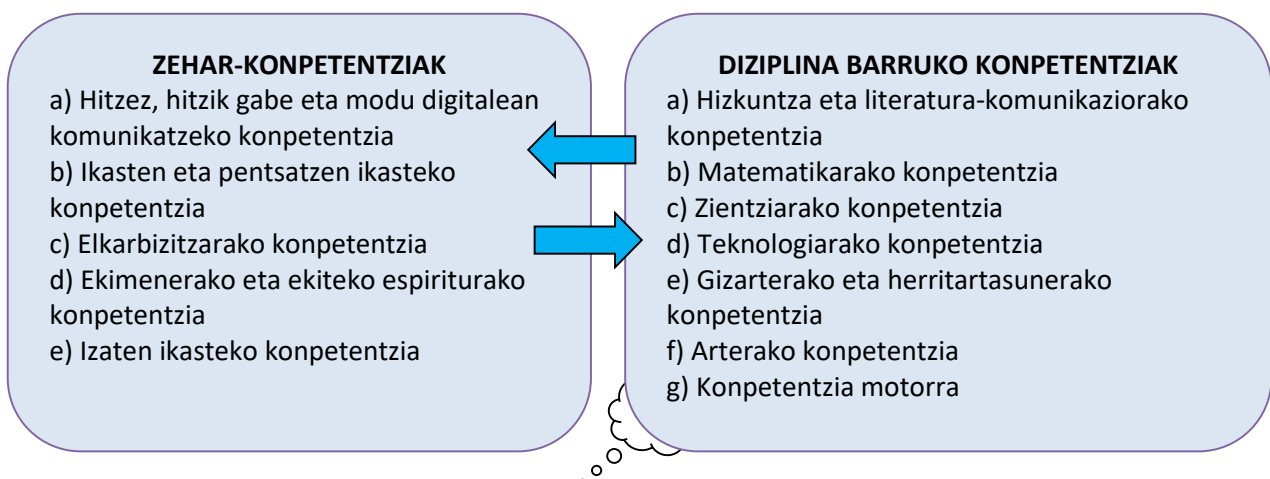 ZEHAR-KONPETENTZIAK
a) Hitzez, hitzik gabe eta modu digitalean
komunikatzeko konpetentzia
b) Ikasten eta pentsatzen ikasteko
konpetentzia
c) Elkarbizitzarako konpetentzia
d) Ekimenerako eta ekiteko espiriturako
konpetentzia
e) Izaten ikasteko konpetentzia
DIZIPLINA BARRUKO KONPETENTZIAK
a) Hizkuntza eta literatura-komunikaziorako
konpetentzia
b) Matematikarako konpetentzia
c) Zientziarako konpetentzia
d) Teknologiarako konpetentzia
e) Gizarterako eta herritartasunerako
konpetentzia
f) Arterako konpetentzia
g) Konpetentzia motorra